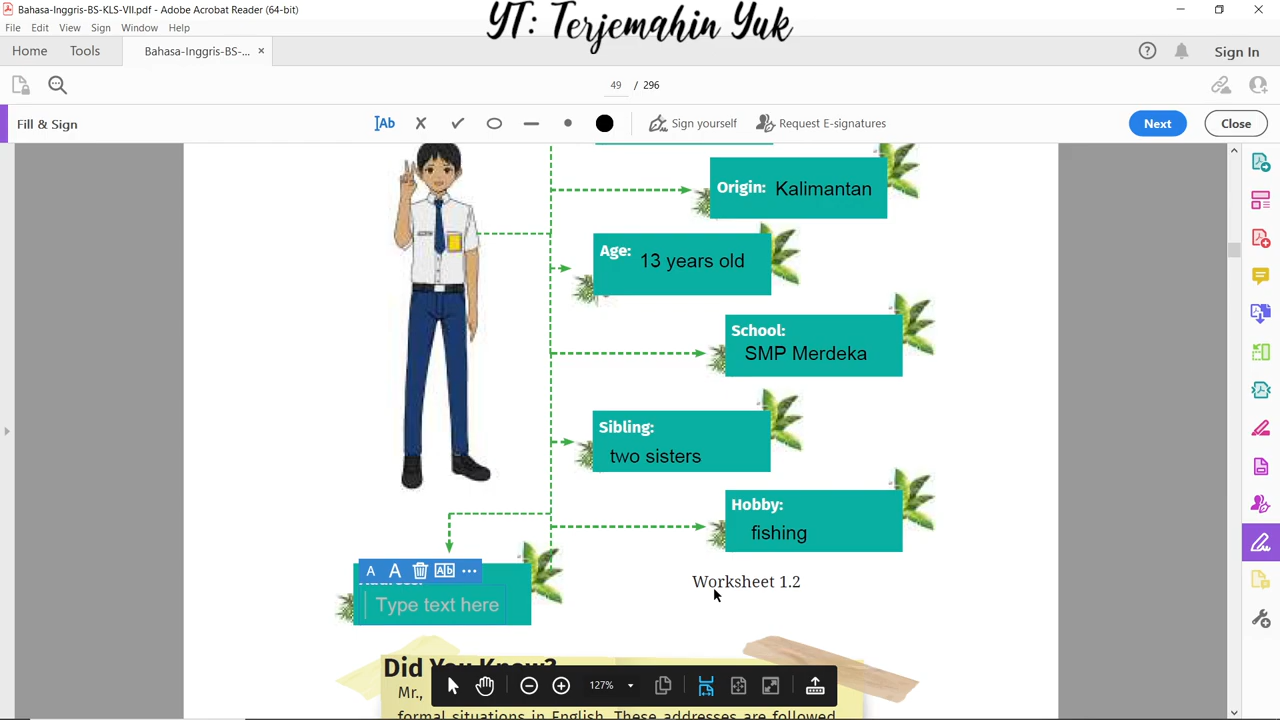 Bahasa-Inggris-BS-KLS-VII.pdf - Adobe Acrobat Reader (64-bit)
YT: Terjemahin Yuk
File Edit View Sign Window Help
Home Tools Bahasa-Inggris-BS-... × Sign In
49 / 296
Fill & Sign Ab Sign yourself Request E-signatures Next Close
Origin: Kalimantan
Age: 13 years old
School:
SMP Merdeka
Sibling:
two sisters
Hobby:
fishing
A A Ab ...
Type text here
Worksheet 1.2
Did You Know?
127%
Mr.,
formal situations in English. These addresses are followed